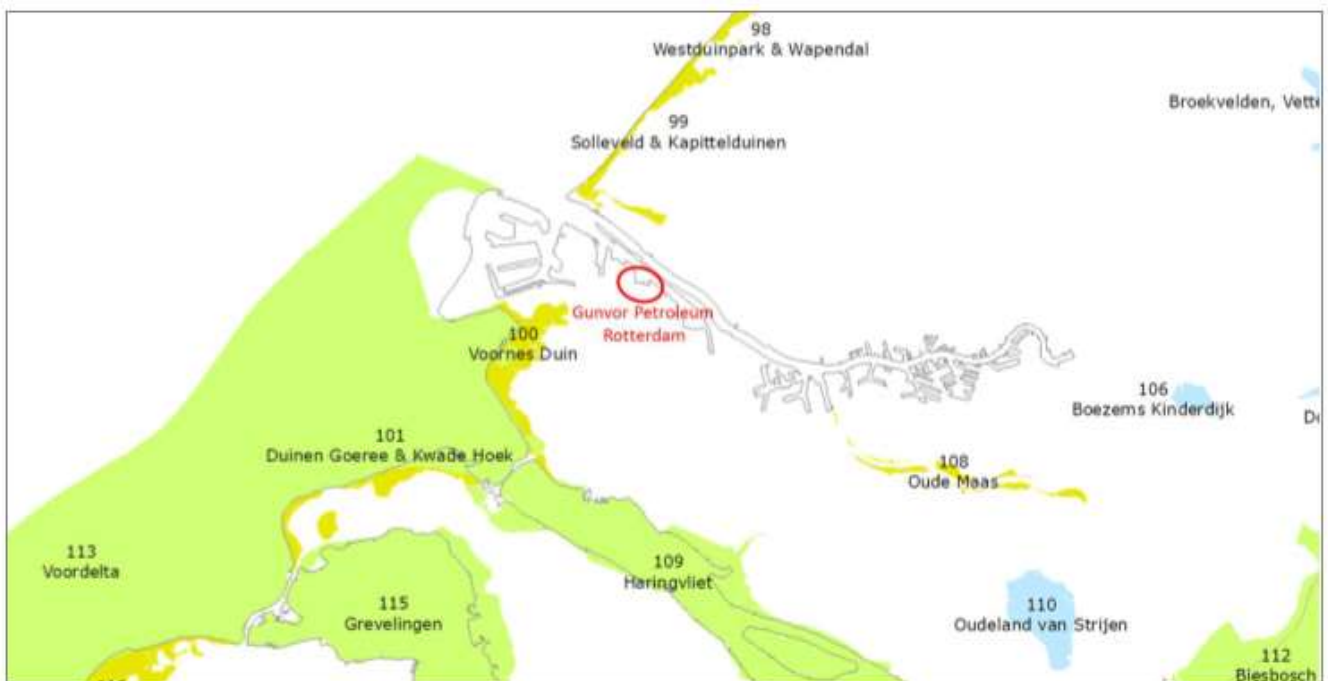 98
Westduinpark & Wapendal
Broekvelden, Vett
99
Solleveld & Kapittelduinen
Gunvor Petroleum
Rotterdam
100
Voornes Duin
106
Boezems Kinderdijk
101
Duinen Goeree & Kwade Hoek
108
Oude Maas
113
Voordelta
109
Haringvliet
115
Grevelingen
110
Oudeland van Strijen
112
Biesbosch